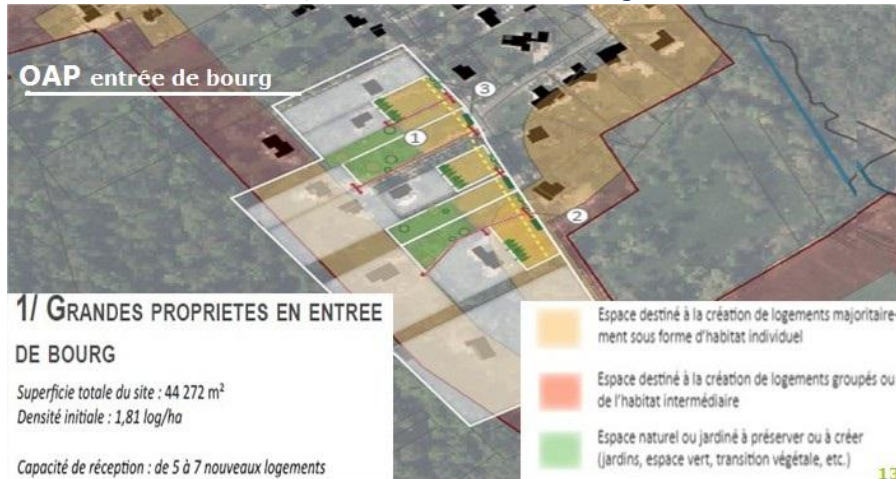 OAP entrée de bourg
3
1
2
1/ GRANDES PROPRIETES EN ENTREE
DE BOURG
Superficie totale du site : 44 272 m²
Densité initiale : 1,81 log/ha
Capacité de réception : de 5 à 7 nouveaux logements
Espace destiné à la création de logements majoritaire-
ment sous forme d'habitat individuel
Espace destiné à la création de logements groupés ou
de l'habitat intermédiaire
Espace naturel ou jardiné à préserver ou à créer
(jardins, espace vert, transition végétale, etc.)
13